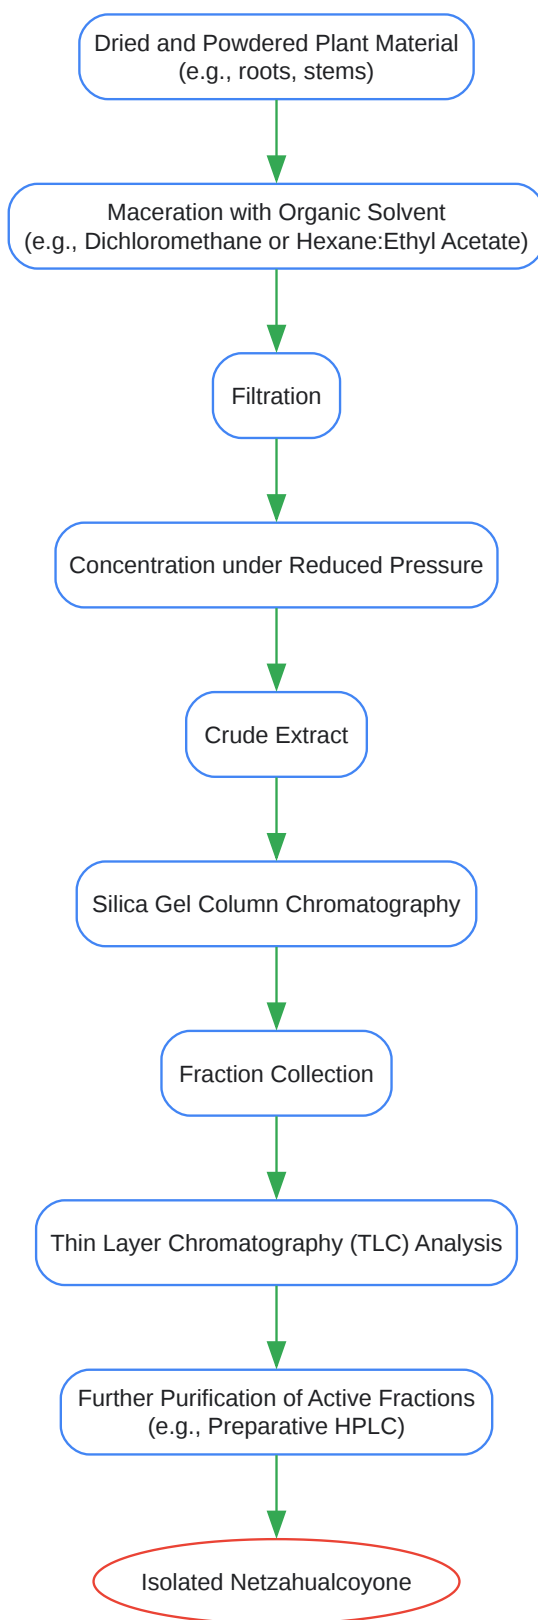 Dried and Powdered Plant Material
(e.g., roots, stems)
Maceration with Organic Solvent
(e.g., Dichloromethane or Hexane:Ethyl Acetate)
Filtration
Concentration under Reduced Pressure
Crude Extract
Silica Gel Column Chromatography
Fraction Collection
Thin Layer Chromatography (TLC) Analysis
Further Purification of Active Fractions
(e.g., Preparative HPLC)
Isolated Netzahualcoyone